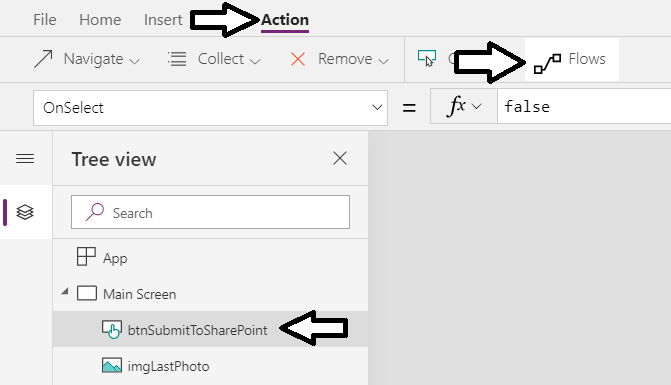 File Home Insert Action
Navigate Collect Remove Flows
OnSelect = fx false
Tree view
Search
App
Main Screen
btnSubmitToSharePoint
imgLastPhoto